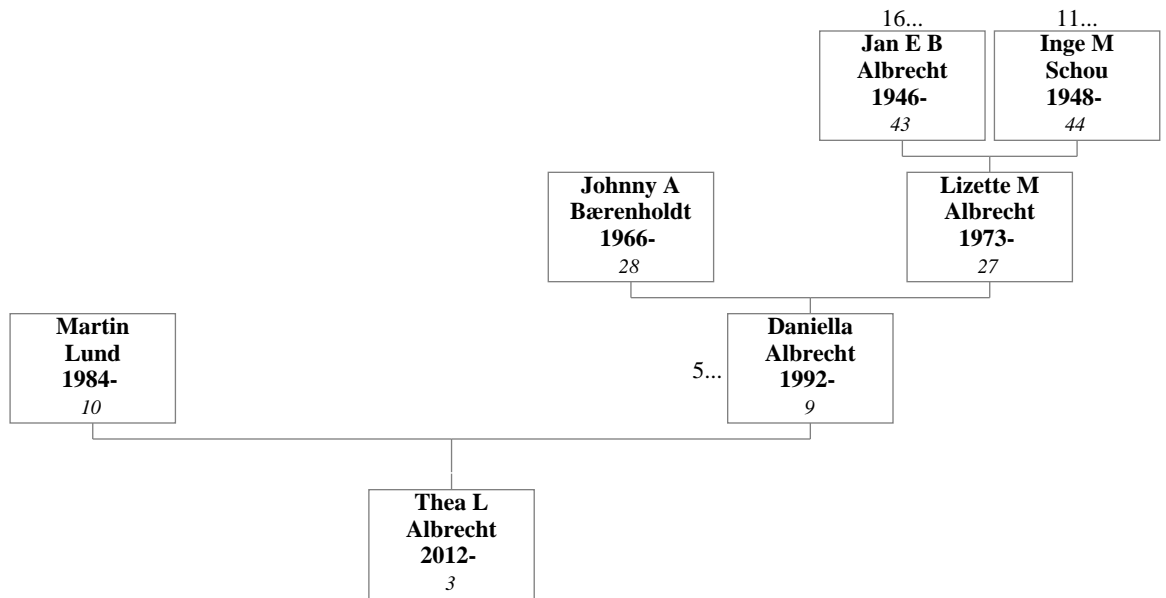 16...
Jan E B
Albrecht
1946-
43
11...
Inge M
Schou
1948-
44
Johnny A
Bærenholdt
1966-
28
Lizette M
Albrecht
1973-
27
Martin
Lund
1984-
10
5...
Daniella
Albrecht
1992-
9
Thea L
Albrecht
2012-
3